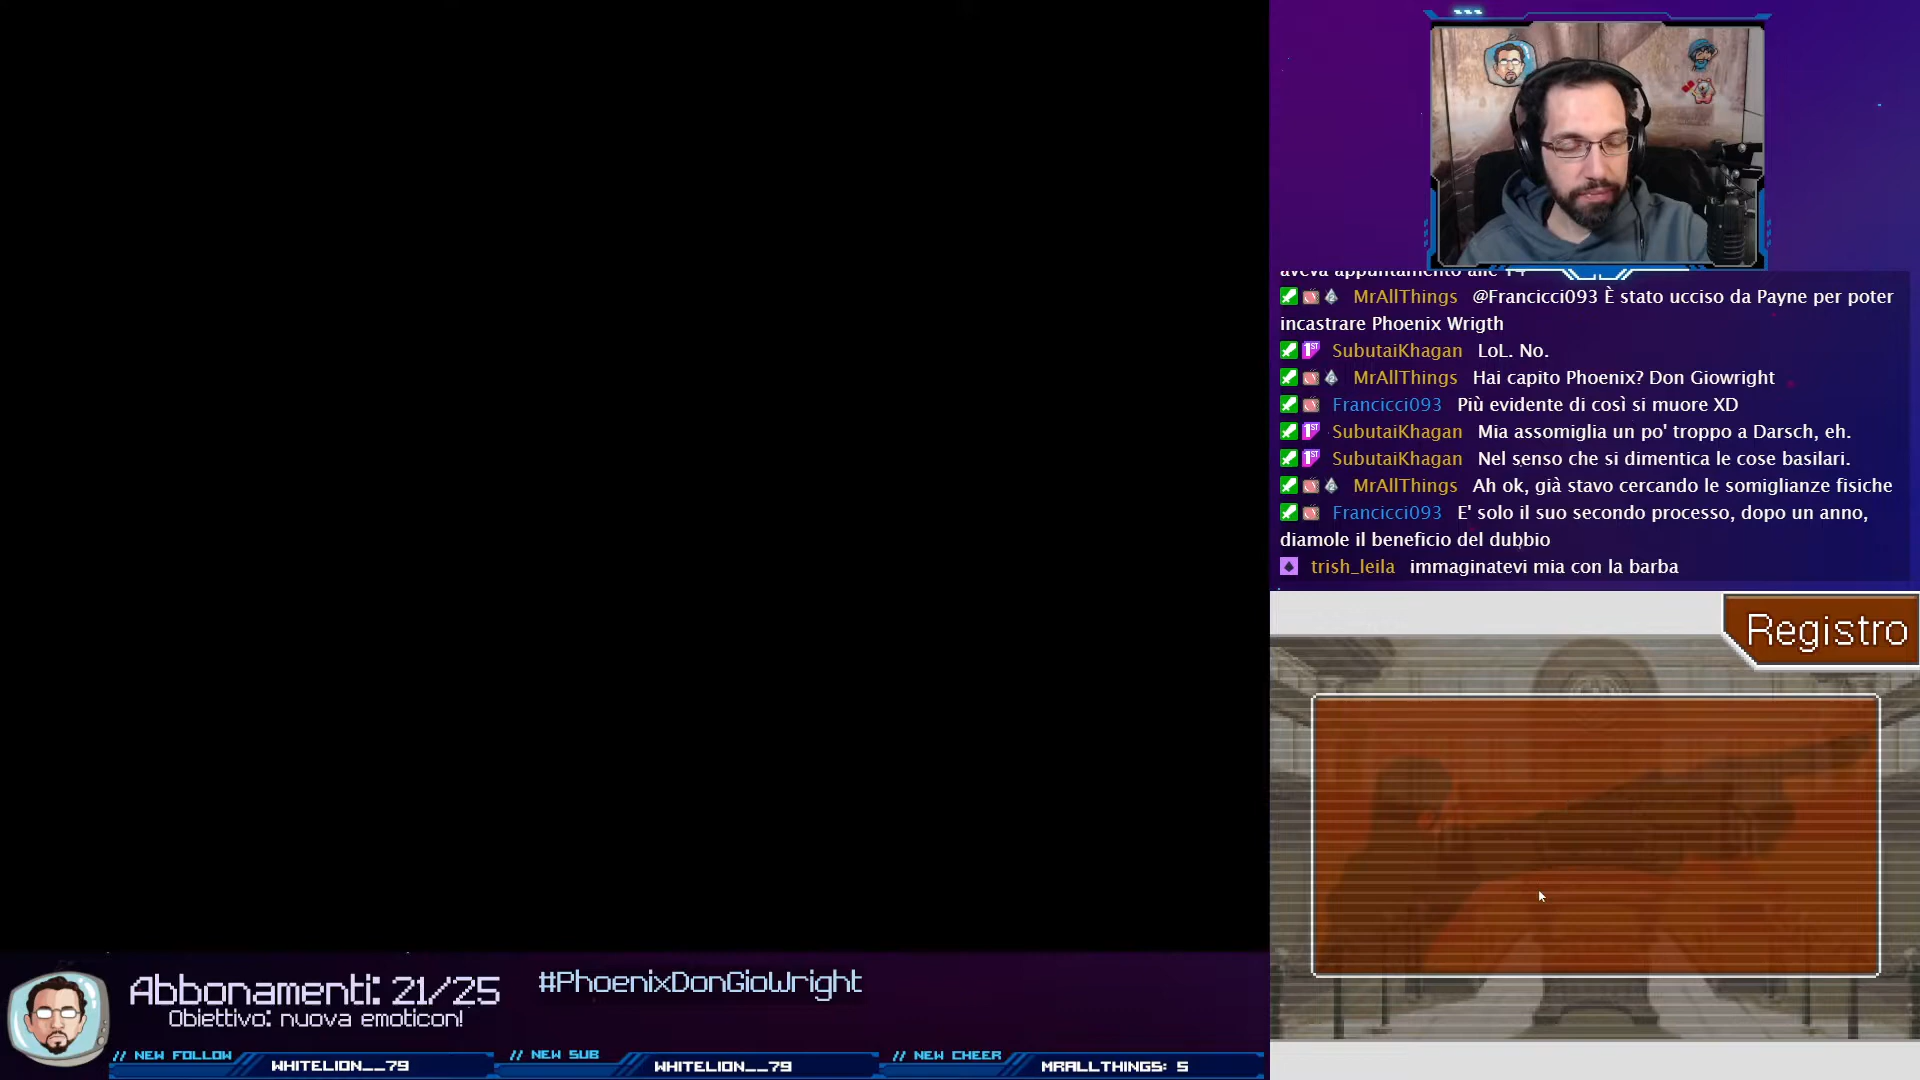 MrAllThings @Francicci093 È stato ucciso da Payne per poter
incastrare Phoenix Wrigth
SubutaiKhagan LoL. No.
MrAllThings Hai capito Phoenix? Don Giowright
Francicci093 Più evidente di così si muore XD
SubutaiKhagan Mia assomiglia un po' troppo a Darsch, eh.
SubutaiKhagan Nel senso che si dimentica le cose basilari.
MrAllThings Ah ok, già stavo cercando le somiglianze fisiche
Francicci093 E' solo il suo secondo processo, dopo un anno,
diamole il beneficio del dubbio
trish_leila immaginatevi mia con la barba
Registro
Abbonamenti: 21/25
Obiettivo: nuova emoticon!
#PhoenixDonGioWright
// NEW FOLLOW
WHITELION__79
// NEW SUB
WHITELION__79
// NEW CHEER
MRALLTHINGS: 5